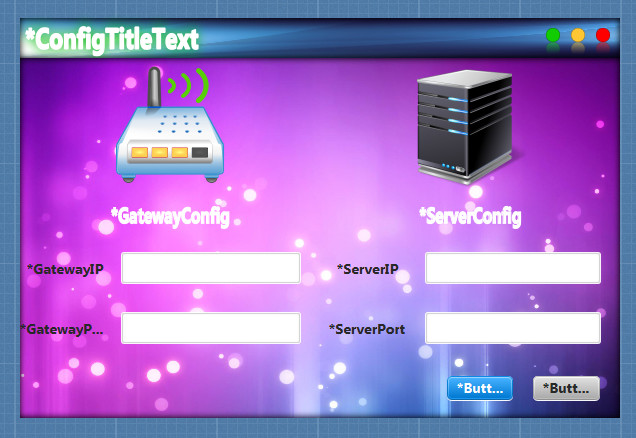 *ConfigTitleText
*GatewayConfig
*ServerConfig
*GatewayIP
*ServerIP
*GatewayP...
*ServerPort
*Butt...
*Butt...